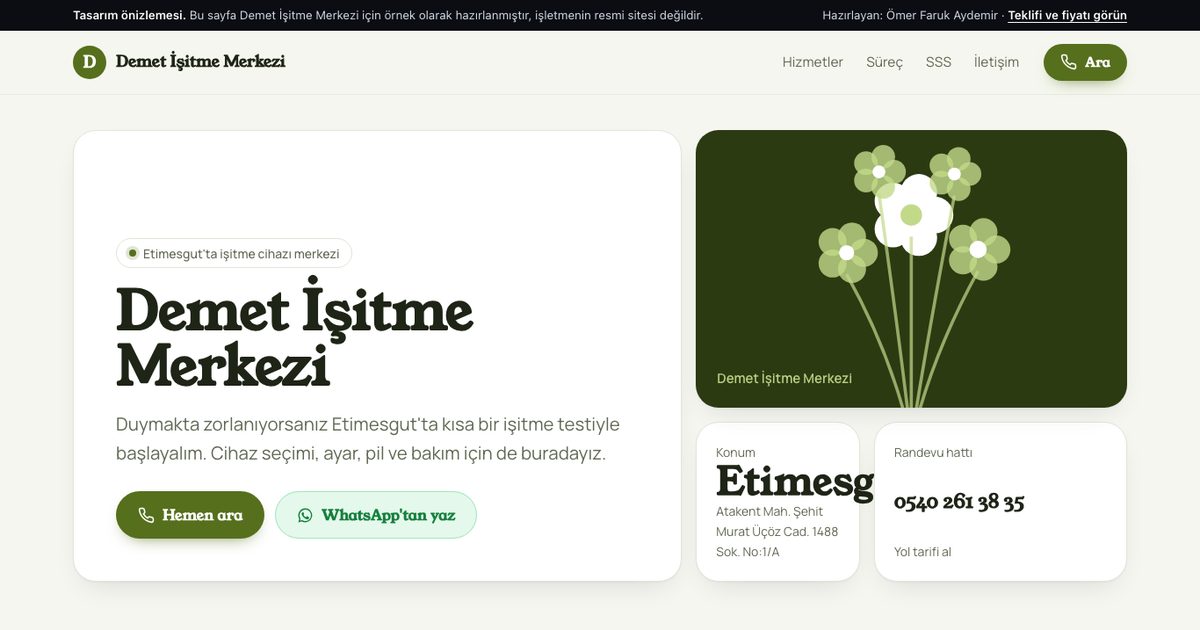 Tasarım önizlemesi. Bu sayfa Demet İşitme Merkezi için örnek olarak hazırlanmıştır, işletmenin resmi sitesi değildir.
Hazırlayan: Ömer Faruk Aydemir · Teklifi ve fiyatı görün
D
Demet İşitme Merkezi
Hizmetler
Süreç
SSS
İletişim
Ara
Etimesgut'ta işitme cihazı merkezi
Demet İşitme
Merkezi
Duymakta zorlanıyorsanız Etimesgut'ta kısa bir işitme testiyle
başlayalım. Cihaz seçimi, ayar, pil ve bakım için de buradayız.
Hemen ara
WhatsApp'tan yaz
Demet İşitme Merkezi
Konum
Etimesg
Atakent Mah. Şehit
Murat Üçöz Cad. 1488
Sok. No:1/A
Randevu hattı
0540 261 38 35
Yol tarifi al